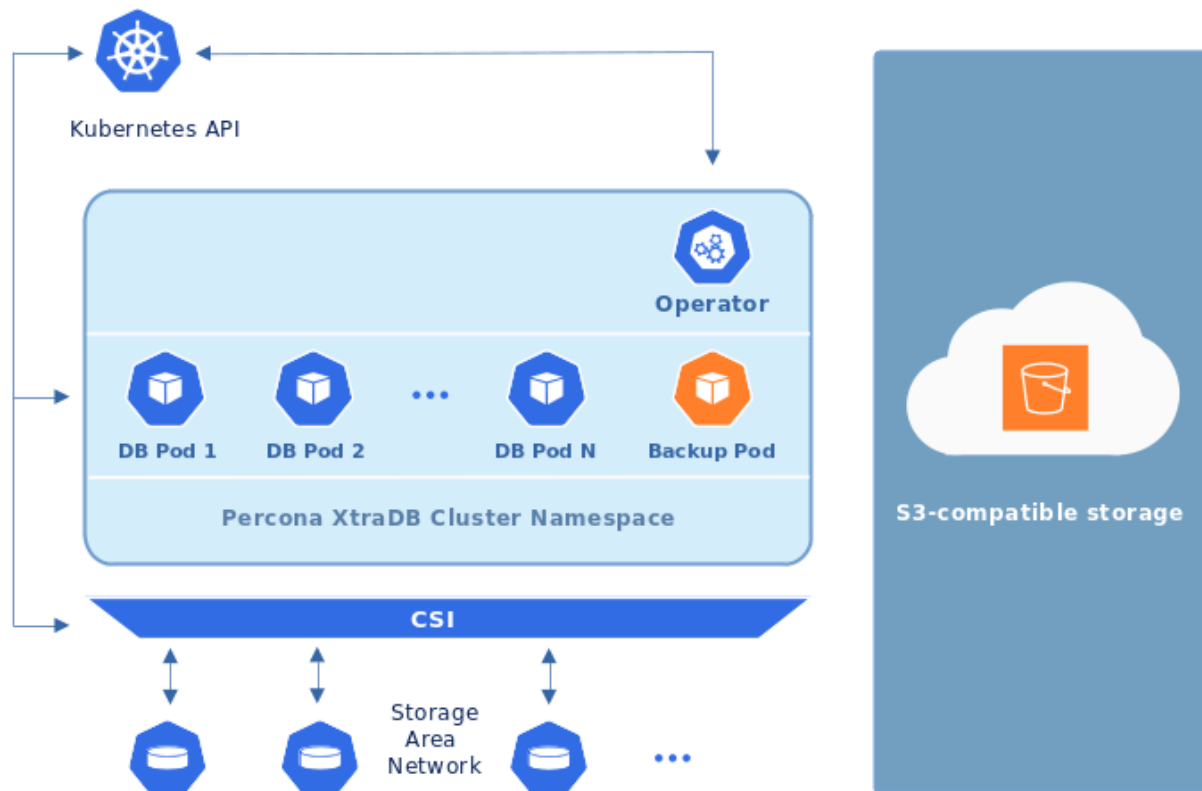 Kubernetes API
Operator
DB Pod 1
DB Pod 2
DB Pod N
Backup Pod
Percona XtraDB Cluster Namespace
S3-compatible storage
CSI
Storage
Area
Network